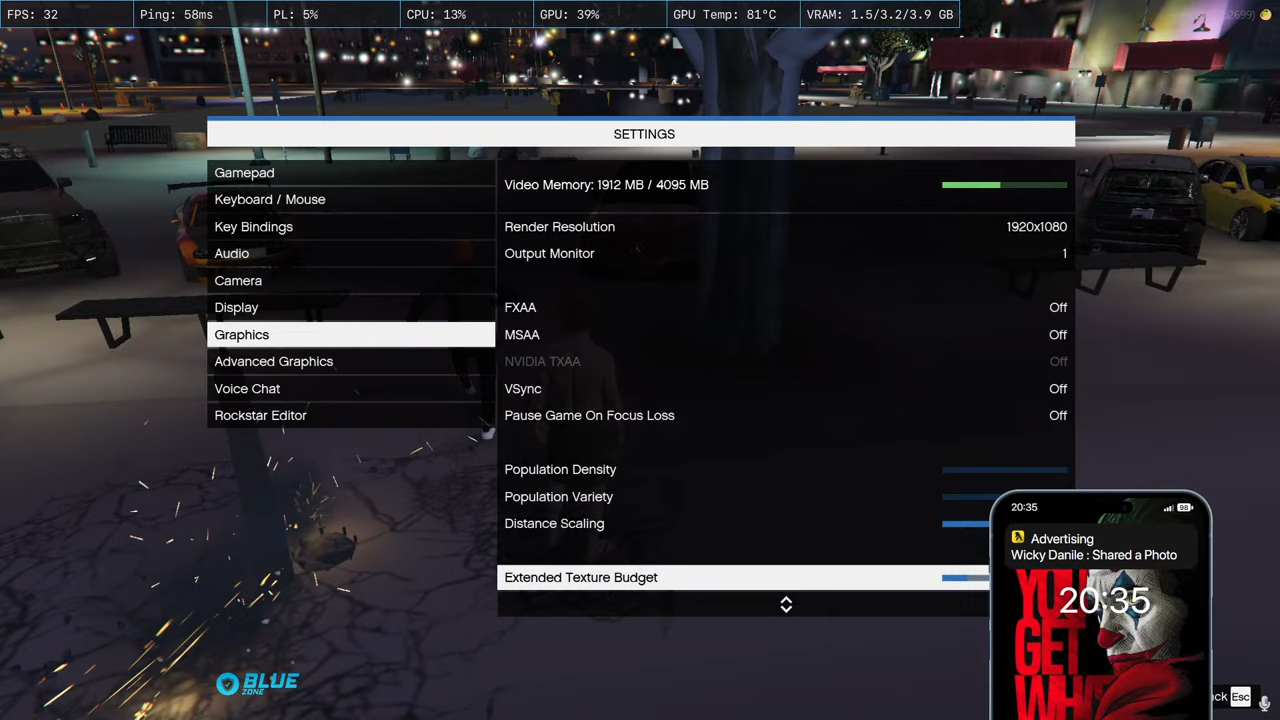 FPS: 32 Ping: 58ms PL: 5% CPU: 13% GPU: 39% GPU Temp: 81°C VRAM: 1.5/3.2/3.9 GB
SETTINGS
Gamepad
Keyboard / Mouse
Key Bindings
Audio
Camera
Display
Graphics
Advanced Graphics
Voice Chat
Rockstar Editor
Video Memory: 1912 MB / 4095 MB
Render Resolution 1920x1080
Output Monitor 1
FXAA Off
MSAA Off
NVIDIA TXAA Off
VSync Off
Pause Game On Focus Loss Off
Population Density
Population Variety
Distance Scaling
Extended Texture Budget
20:35 98
Advertising
Wicky Danile : Shared a Photo
20:35
YOU
GET
WHA
BLUE
ZONE
Esc